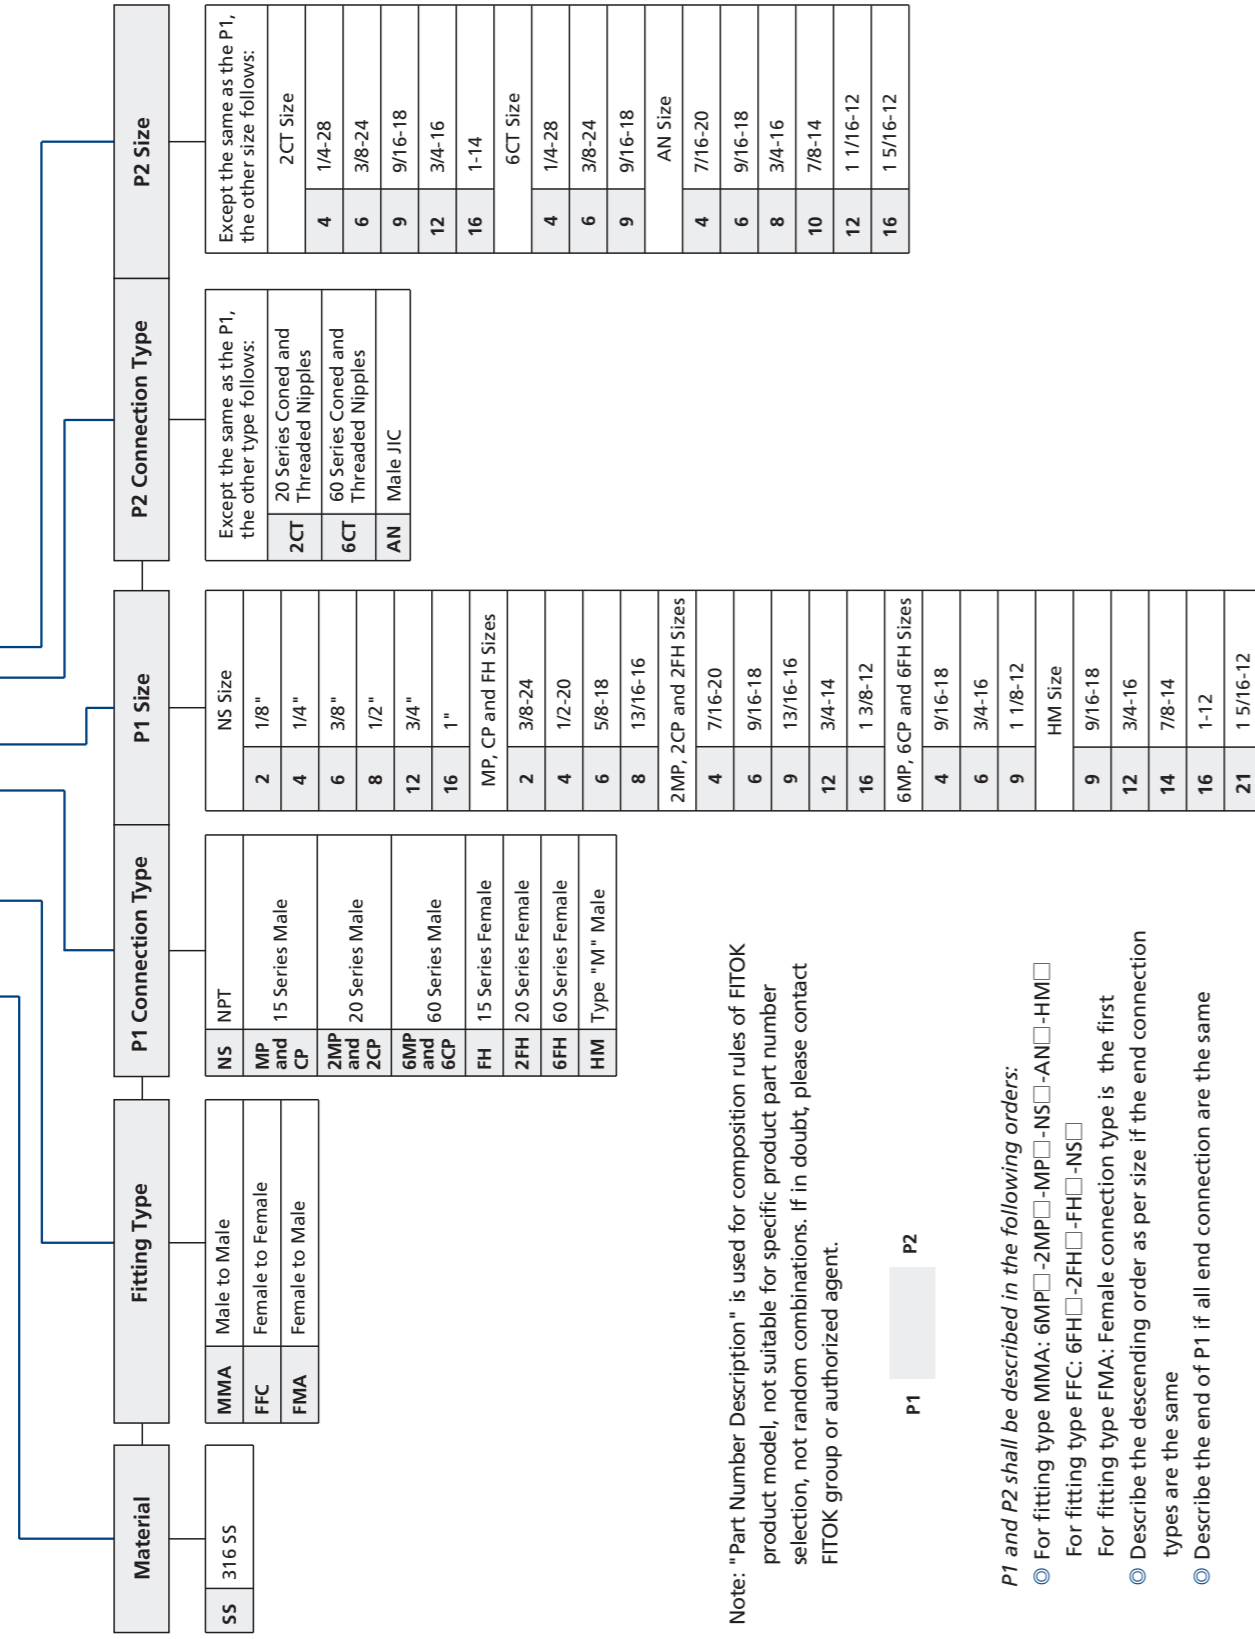 Material
SS 316 SS
Fitting Type
MMA Male to Male
FFC Female to Female
FMA Female to Male
P1 Connection Type
NS NPT
MP and CP 15 Series Male
2MP and 2CP 20 Series Male
6MP and 6CP 60 Series Male
FH 15 Series Female
2FH 20 Series Female
6FH 60 Series Female
HM Type "M" Male
P1 Size
NS Size
2 1/8"
4 1/4"
6 3/8"
8 1/2"
12 3/4"
16 1"
MP, CP and FH Sizes
2 3/8-24
4 1/2-20
6 5/8-18
8 13/16-16
2MP, 2CP and 2FH Sizes
4 7/16-20
6 9/16-18
9 13/16-16
12 3/4-14
16 1 3/8-12
6MP, 6CP and 6FH Sizes
4 9/16-18
6 3/4-16
9 1 1/8-12
HM Size
9 9/16-18
12 3/4-16
14 7/8-14
16 1-12
21 1 5/16-12
P2 Connection Type
Except the same as the P1,
the other type follows:
2CT 20 Series Coned and
Threaded Nipples
6CT 60 Series Coned and
Threaded Nipples
AN Male JIC
P2 Size
Except the same as the P1,
the other size follows:
2CT Size
4 1/4-28
6 3/8-24
9 9/16-18
12 3/4-16
16 1-14
6CT Size
4 1/4-28
6 3/8-24
9 9/16-18
AN Size
4 7/16-20
6 9/16-18
8 3/4-16
10 7/8-14
12 1 1/16-12
16 1 5/16-12
Note: "Part Number Description" is used for composition rules of FITOK
product model, not suitable for specific product part number
selection, not random combinations. If in doubt, please contact
FITOK group or authorized agent.
P1 P2
P1 and P2 shall be described in the following orders:
◎ For fitting type MMA: 6MP□-2MP□-MP□-NS□-AN□-HM□
For fitting type FFC: 6FH□-2FH□-FH□-NS□
For fitting type FMA: Female connection type is the first
◎ Describe the descending order as per size if the end connection
types are the same
◎ Describe the end of P1 if all end connection are the same